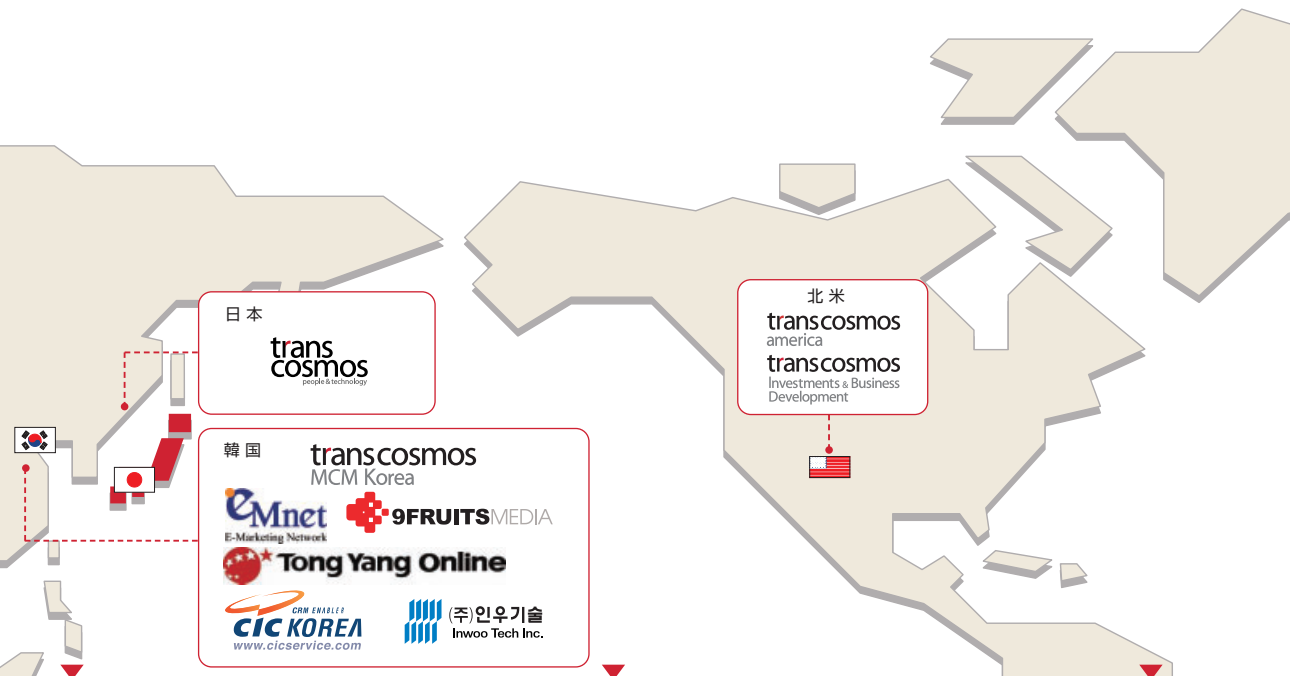 日本
trans
cosmos
people & technology
韓国
transcosmos
MCM Korea
eMnet
E-Marketing Network
9FRUITSMEDIA
Tong Yang Online
CRM ENABLER
CIC KOREA
www.cicservice.com
(주)인우기술
Inwoo Tech Inc.
北米
transcosmos
america
transcosmos
Investments & Business
Development